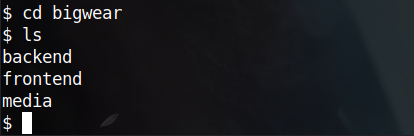 $ cd bigwear
$ ls
backend
frontend
media
$